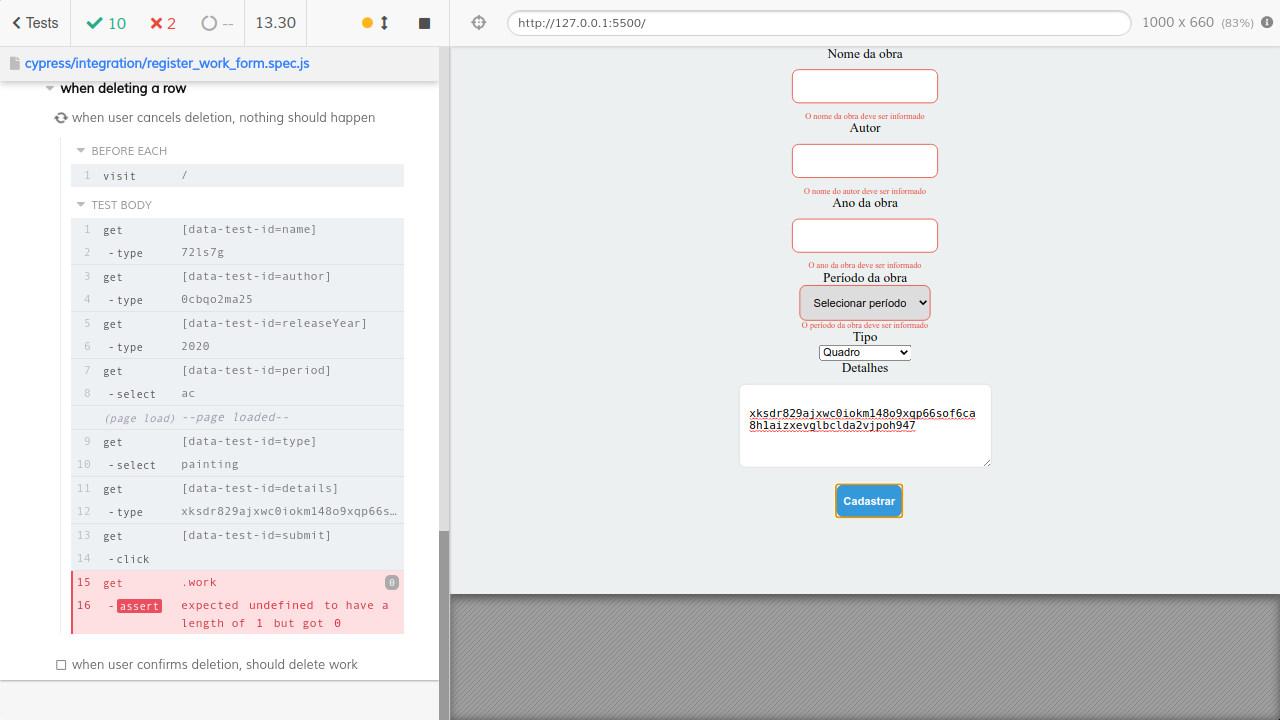 Tests
10
2
--
13.30
http://127.0.0.1:5500/
1000 x 660 (83%)
cypress/integration/register_work_form.spec.js
when deleting a row
when user cancels deletion, nothing should happen
BEFORE EACH
1 visit /
TEST BODY
1 get [data-test-id=name]
2 -type 72ls7g
3 get [data-test-id=author]
4 -type 0cbqo2ma25
5 get [data-test-id=releaseYear]
6 -type 2020
7 get [data-test-id=period]
8 -select ac
(page load) --page loaded--
9 get [data-test-id=type]
10 -select painting
11 get [data-test-id=details]
12 -type xksdr829ajxwc0iokm148o9xqp66s…
13 get [data-test-id=submit]
14 -click
15 get .work 0
16 -assert expected undefined to have a
length of 1 but got 0
when user confirms deletion, should delete work
Nome da obra
O nome da obra deve ser informado
Autor
O nome do autor deve ser informado
Ano da obra
O ano da obra deve ser informado
Período da obra
Selecionar período
O período da obra deve ser informado
Tipo
Quadro
Detalhes
xksdr829ajxwc0iokm148o9xqp66sof6ca
8h1aizxevglbclda2vjpoh947
Cadastrar